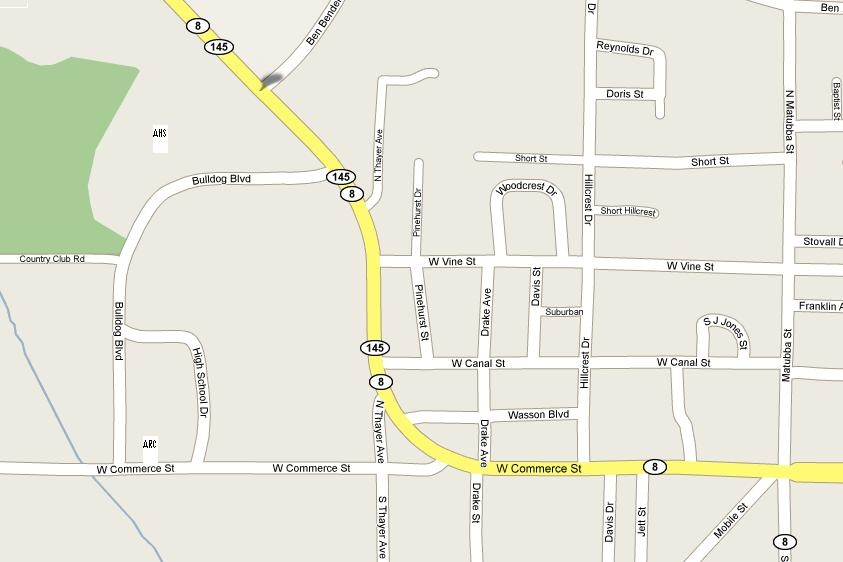 8
145
Ben Bender
Dr
Ben
Reynolds Dr
Doris St
N Matubba St
Baptist St
AHS
N Thayer Ave
Short St
Short St
Bulldog Blvd
145
8
Woodcrest Dr
Pinehurst Dr
Hillcrest Dr
Short Hillcrest
Stovall D
Country Club Rd
W Vine St
W Vine St
Davis St
Pinehurst St
Drake Ave
Suburban
Franklin A
Bulldog Blvd
S J Jones St
145
High School Dr
W Canal St
Hillcrest Dr
W Canal St
Matubba St
8
N Thayer Ave
Wasson Blvd
Drake Ave
ARC
W Commerce St
W Commerce St
W Commerce St
8
S Thayer Ave
Drake St
Davis Dr
Jett St
Mobile St
8
S